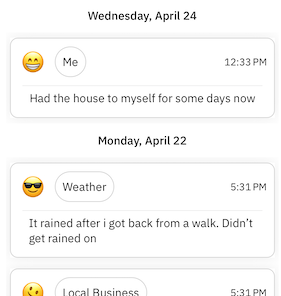 Wednesday, April 24
Me
12:33 PM
Had the house to myself for some days now
Monday, April 22
Weather
5:31 PM
It rained after i got back from a walk. Didn't
get rained on
Local Business
5:31 PM